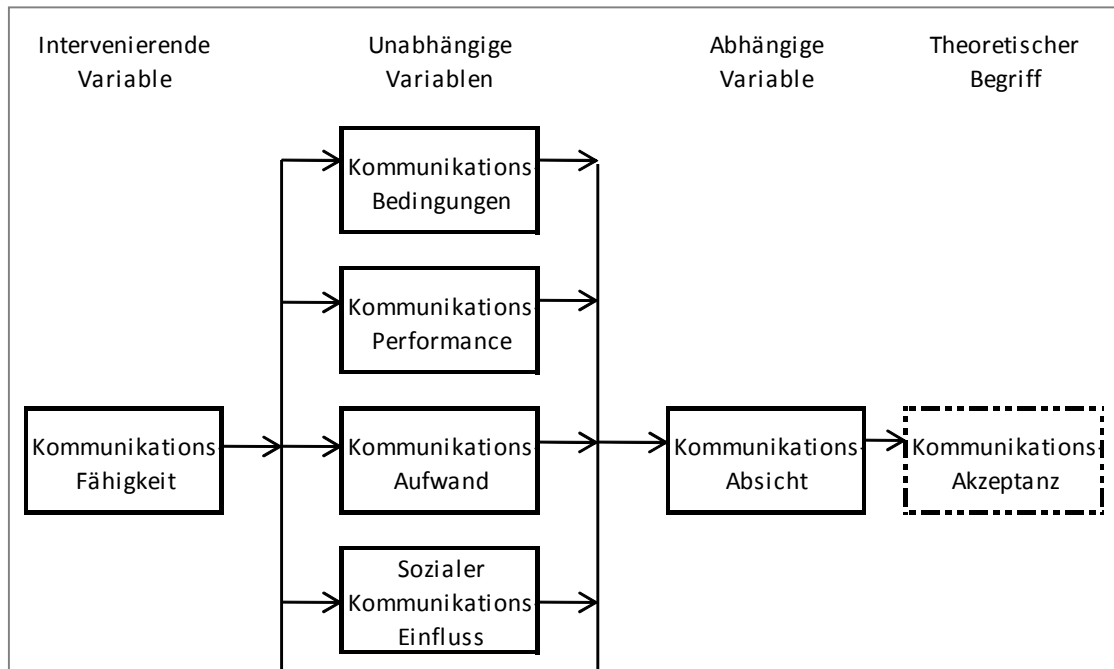 Intervenierende
Variable
Unabhängige
Variablen
Abhängige
Variable
Theoretischer
Begriff
Kommunikations-
Bedingungen
Kommunikations-
Performance
Kommunikations-
Fähigkeit
Kommunikations-
Aufwand
Kommunikations-
Absicht
Kommunikations-
Akzeptanz
Sozialer
Kommunikations-
Einfluss